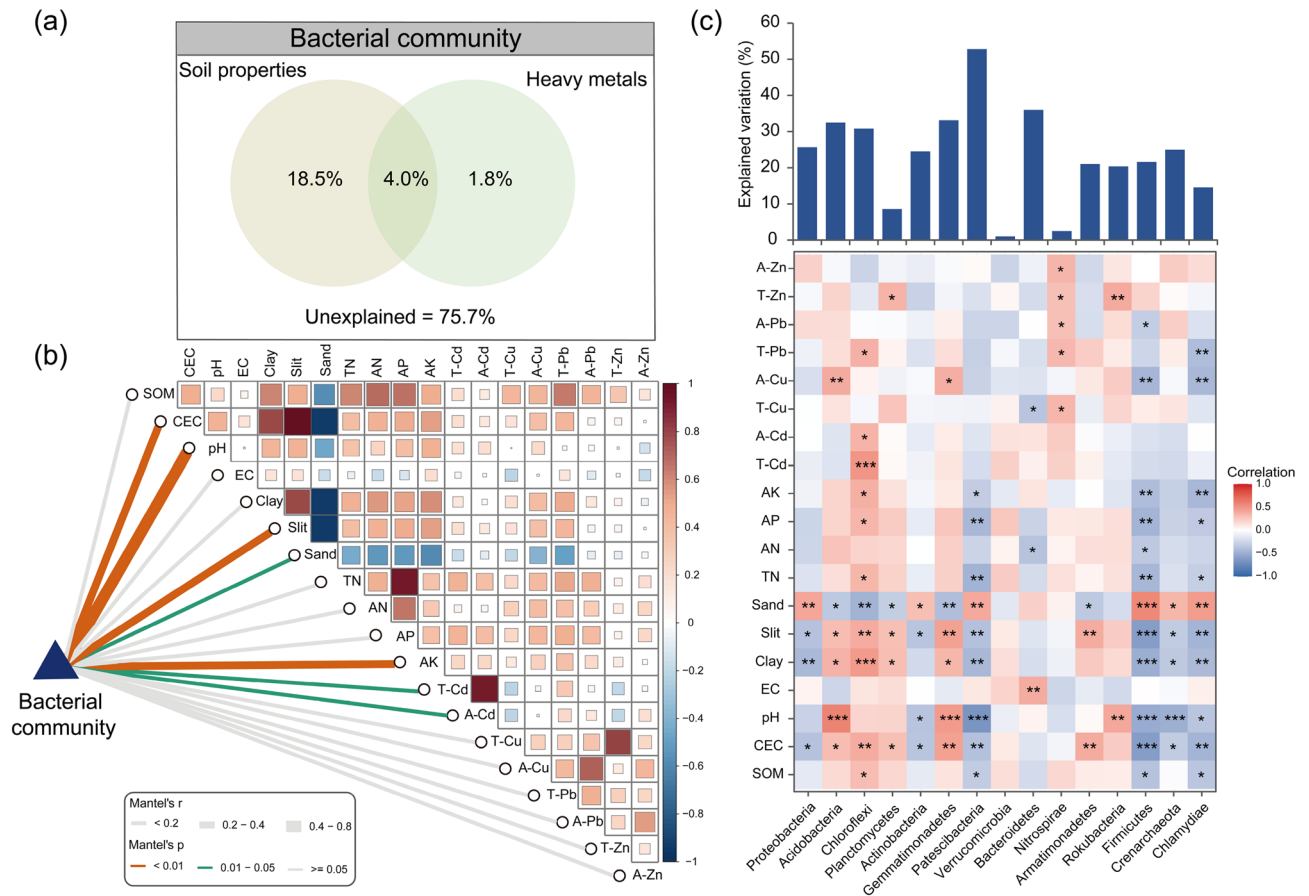 (a)
Bacterial community
Soil properties
Heavy metals
18.5%
4.0%
1.8%
Unexplained = 75.7%
(b)
CEC pH EC Clay Slit Sand TN AN AP AK T-Cd A-Cd T-Cu A-Cu T-Pb A-Pb T-Zn A-Zn
SOM
CEC
pH
EC
Clay
Slit
Sand
TN
AN
AP
AK
T-Cd
A-Cd
T-Cu
A-Cu
T-Pb
A-Pb
T-Zn
A-Zn
Bacterial
community
1
0.8
0.6
0.4
0.2
0
-0.2
-0.4
-0.6
-0.8
-1
Mantel's r
< 0.2 0.2 – 0.4 0.4 – 0.8
Mantel's p
< 0.01 0.01 – 0.05 >= 0.05
(c)
Explained variation (%)
60
50
40
30
20
10
0
A-Zn *
T-Zn * * **
A-Pb * *
T-Pb * * **
A-Cu ** * ** **
T-Cu * *
A-Cd *
T-Cd ***
AK * * ** **
AP * ** ** *
AN * *
TN * ** ** *
Sand ** * ** * * ** ** * *** * **
Slit * * ** * * ** ** ** *** * **
Clay ** * *** * * ** *** * **
EC **
pH *** * *** *** ** *** *** *
CEC * * ** * * ** ** ** *** * **
SOM * * * *
Proteobacteria
Acidobacteria
Chloroflexi
Planctomycetes
Actinobacteria
Gemmatimonadetes
Patescibacteria
Verrucomicrobia
Bacteroidetes
Nitrospirae
Armatimonadetes
Rokubacteria
Firmicutes
Crenarchaeota
Chlamydiae
Correlation
1.0
0.5
0.0
−0.5
−1.0